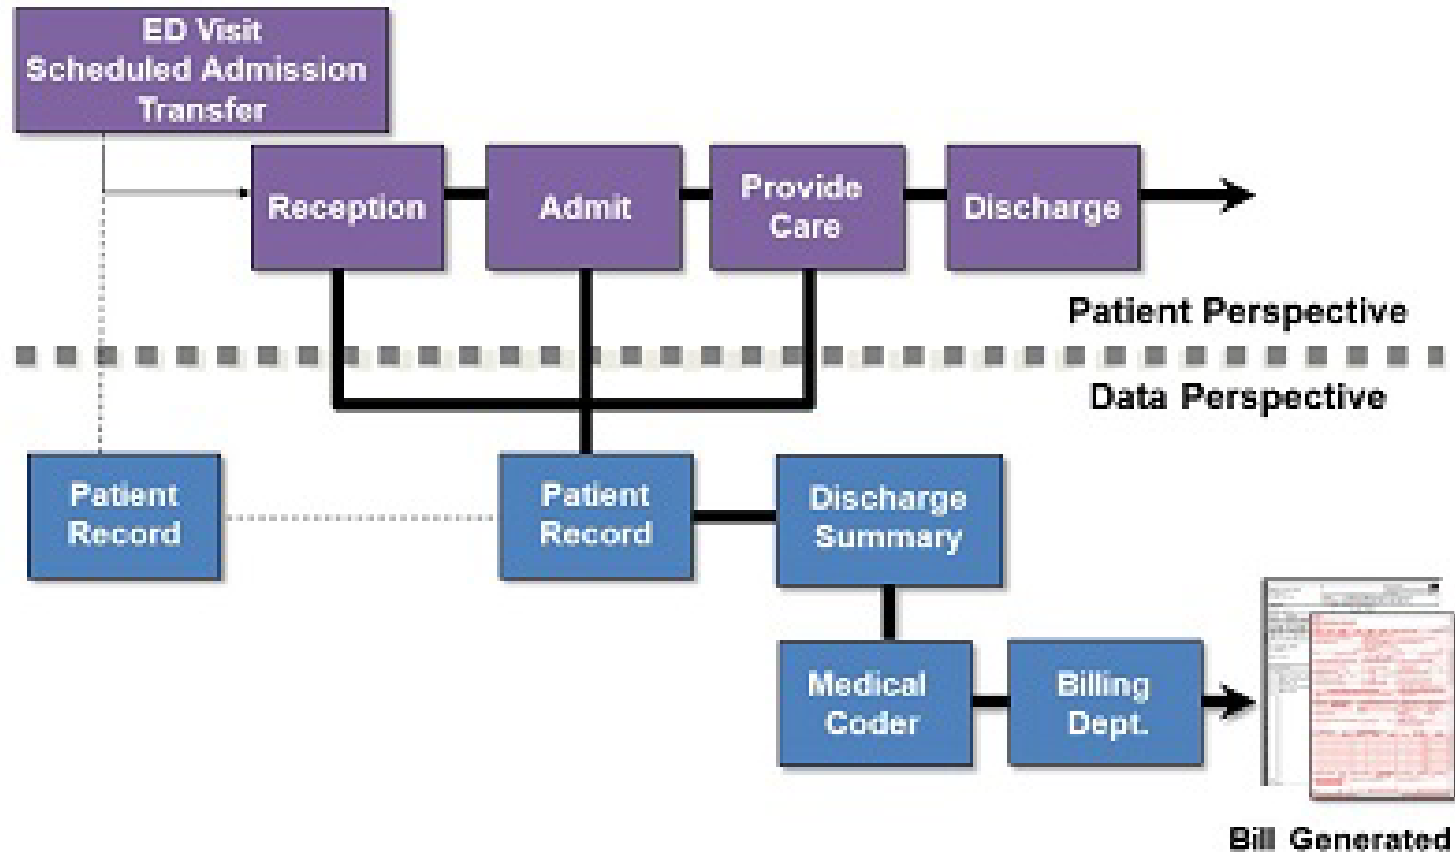 ED Visit
Scheduled Admission
Transfer
Reception
Admit
Provide
Care
Discharge
Patient Perspective
Data Perspective
Patient
Record
Patient
Record
Discharge
Summary
Medical
Coder
Billing
Dept.
Bill Generated